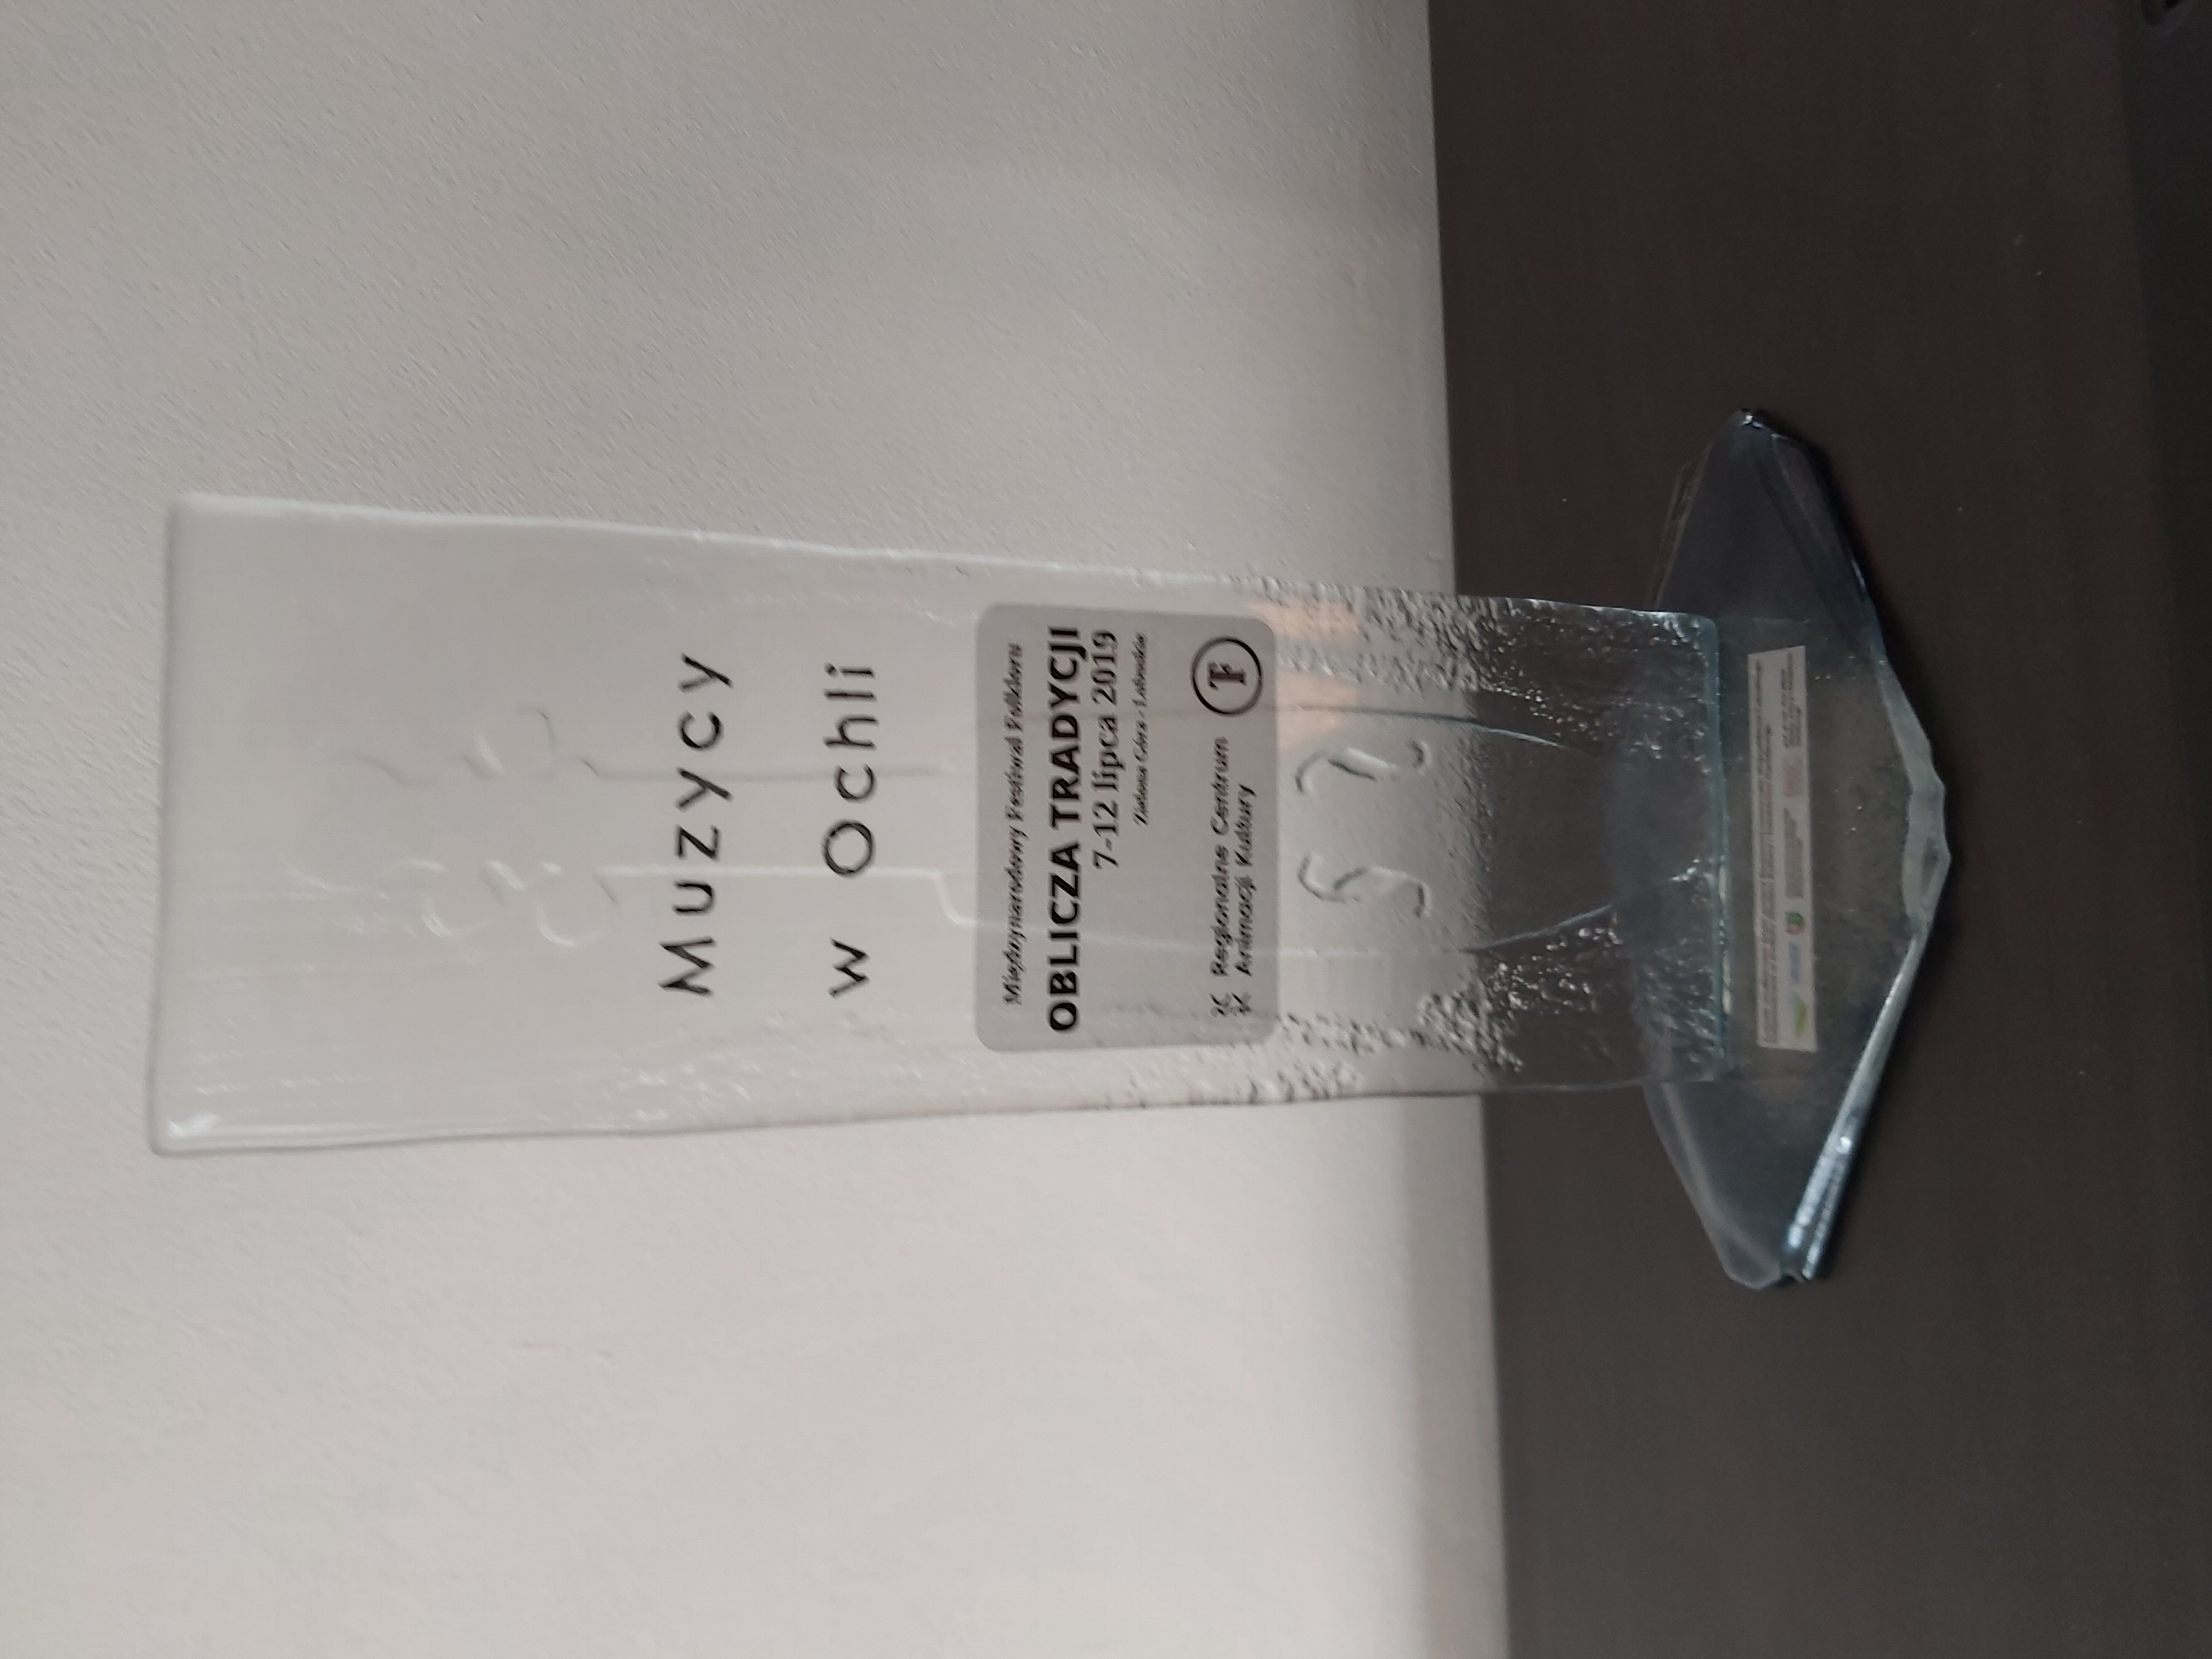 Muzycy
w Ochli
Międzynarodowy Festiwal Folkloru
OBLICZA TRADYCJI
7-12 lipca 2019
Zielona Góra - Lubuskie
Regionalne Centrum
Animacji Kultury